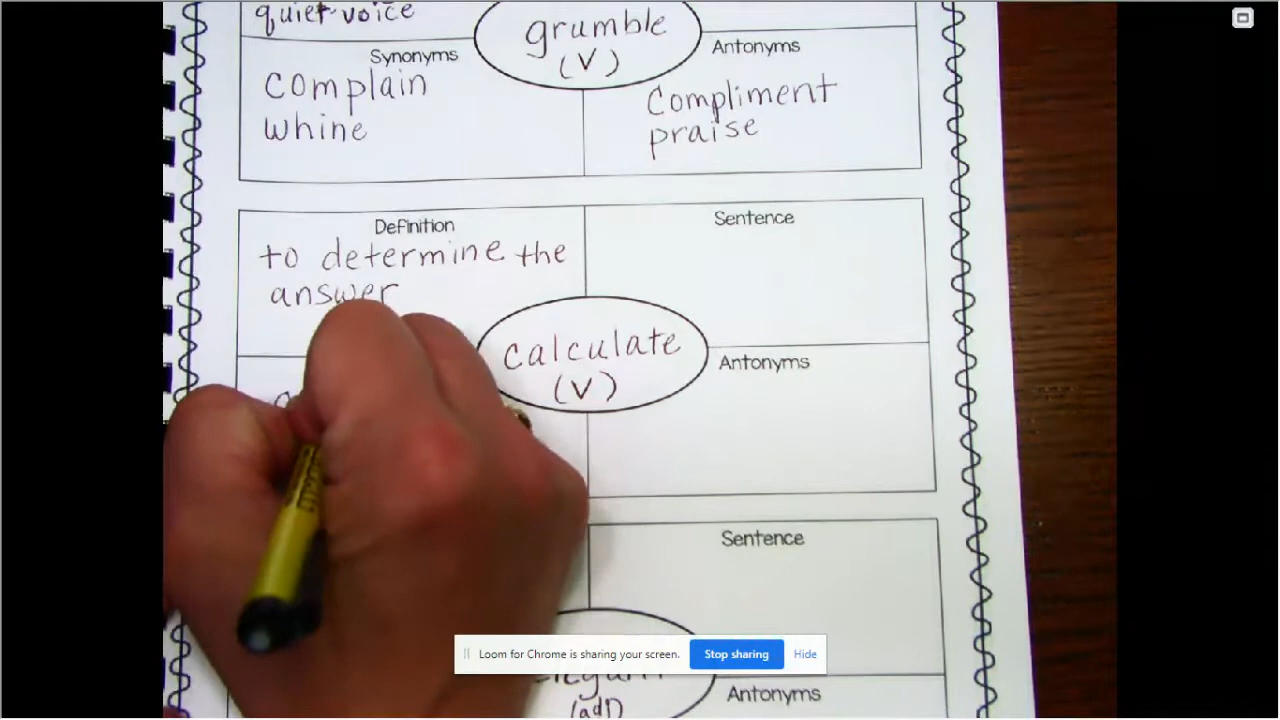 quiet voice
grumble
(V)
Synonyms
Antonyms
complain
whine
Compliment
praise
Definition
Sentence
to determine the
answer
calculate
(V)
Antonyms
Sentence
Loom for Chrome is sharing your screen.
Stop sharing
Hide
(adj)
Antonyms